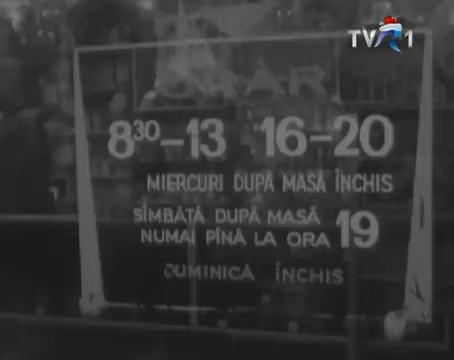 TVR1
ORAR
8³⁰-13 16-20
MIERCURI DUPĂ MASĂ ÎNCHIS
SÎMBĂTĂ DUPĂ MASĂ
NUMAI PÎNĂ LA ORA 19
DUMINICĂ ÎNCHIS